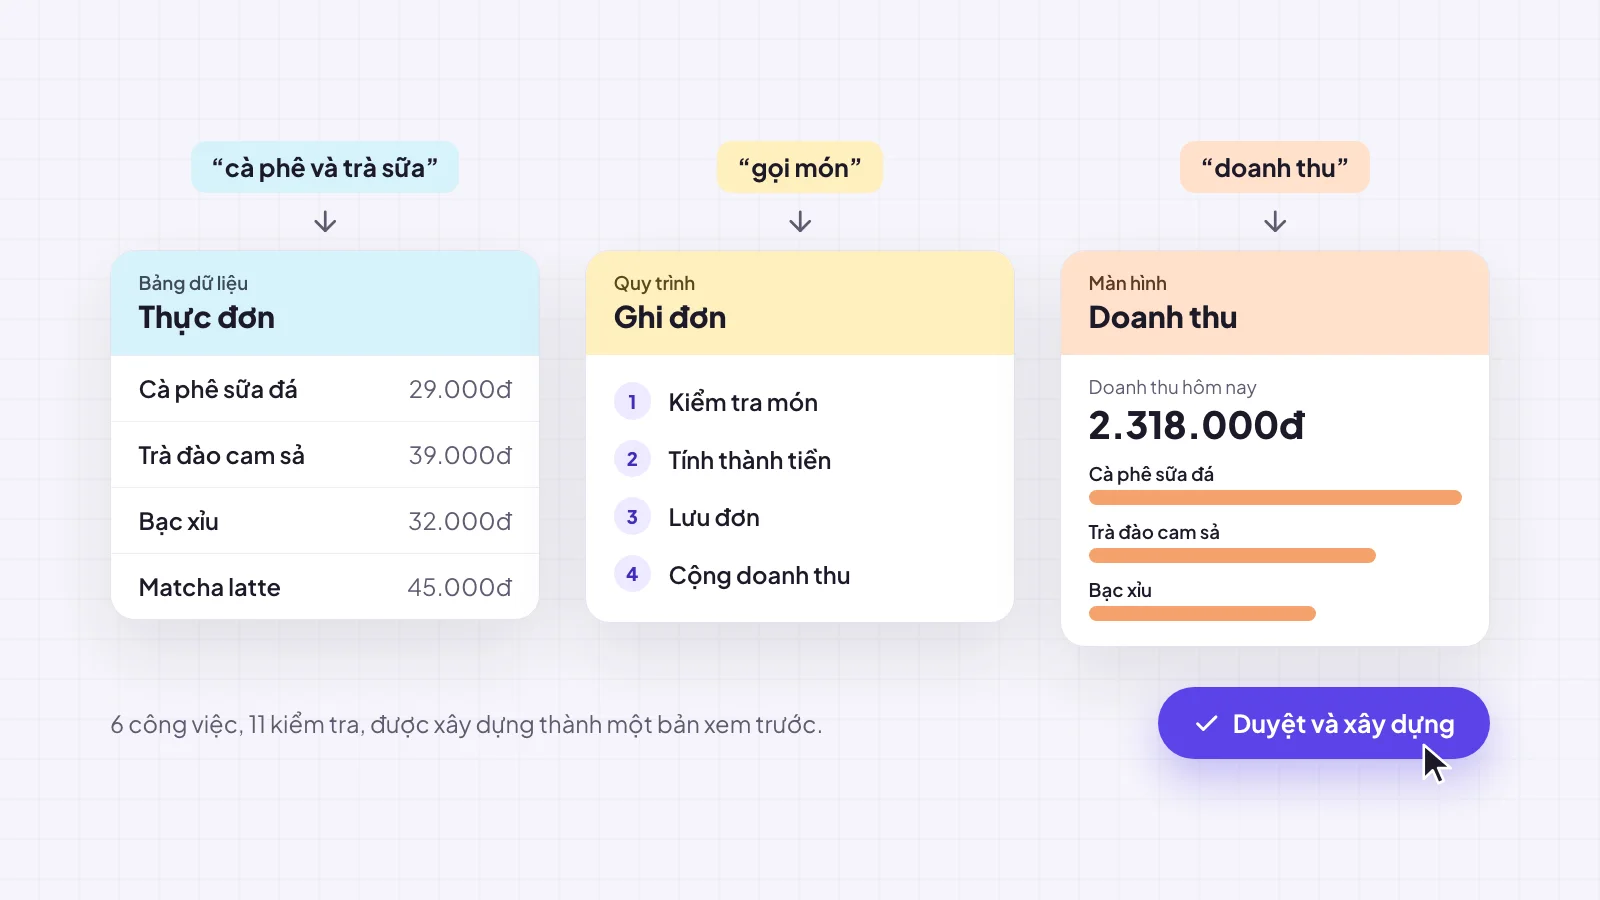 “cà phê và trà sữa”
“gọi món”
“doanh thu”
Bảng dữ liệu
Thực đơn
Cà phê sữa đá 29.000đ
Trà đào cam sả 39.000đ
Bạc xỉu 32.000đ
Matcha latte 45.000đ
Quy trình
Ghi đơn
1 Kiểm tra món
2 Tính thành tiền
3 Lưu đơn
4 Cộng doanh thu
Màn hình
Doanh thu
Doanh thu hôm nay
2.318.000đ
Cà phê sữa đá
Trà đào cam sả
Bạc xỉu
6 công việc, 11 kiểm tra, được xây dựng thành một bản xem trước.
Duyệt và xây dựng